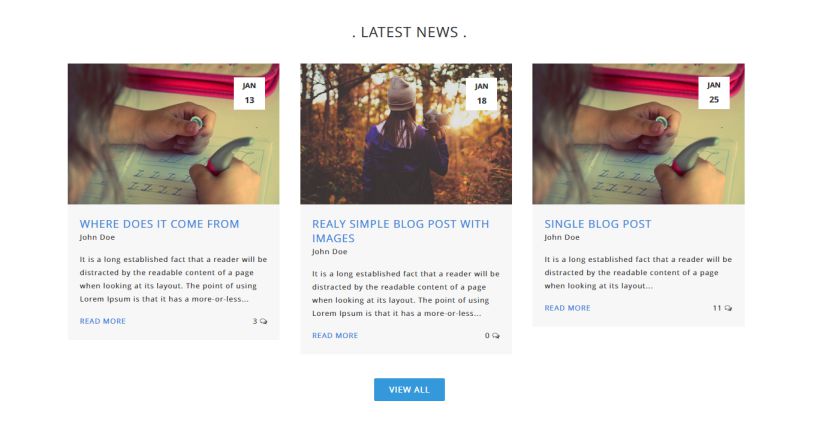 . LATEST NEWS .
JAN
13
WHERE DOES IT COME FROM
John Doe
It is a long established fact that a reader will be
distracted by the readable content of a page
when looking at its layout. The point of using
Lorem Ipsum is that it has a more-or-less...
READ MORE
3
JAN
18
REALY SIMPLE BLOG POST WITH
IMAGES
John Doe
It is a long established fact that a reader will be
distracted by the readable content of a page
when looking at its layout. The point of using
Lorem Ipsum is that it has a more-or-less...
READ MORE
0
JAN
25
SINGLE BLOG POST
John Doe
It is a long established fact that a reader will be
distracted by the readable content of a page
when looking at its layout...
READ MORE
11
VIEW ALL